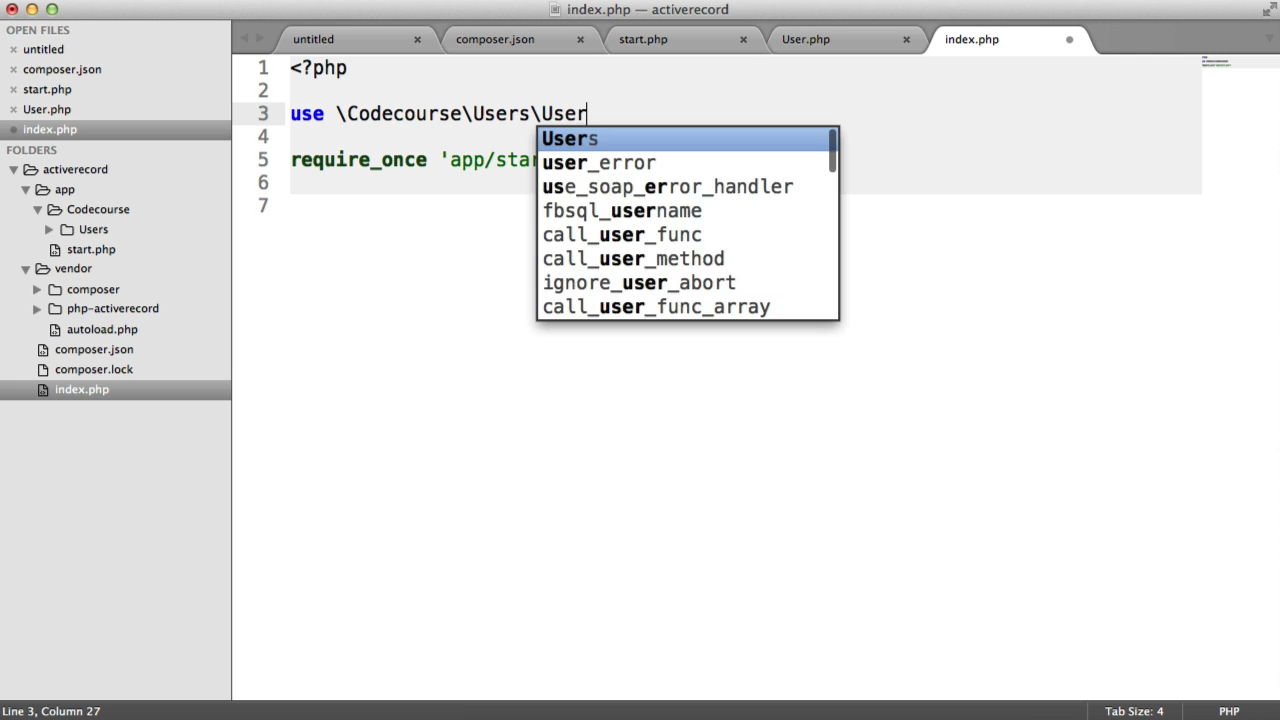 index.php — activerecord
OPEN FILES
untitled
composer.json
start.php
User.php
index.php
FOLDERS
activerecord
app
Codecourse
Users
start.php
vendor
composer
php-activerecord
autoload.php
composer.json
composer.lock
index.php
untitled
composer.json
start.php
User.php
index.php
1 <?php
2
3 use \Codecourse\Users\User
4
5 require_once 'app/star
6
7
Users
user_error
use_soap_error_handler
fbsql_username
call_user_func
call_user_method
ignore_user_abort
call_user_func_array
Line 3, Column 27
Tab Size: 4
PHP